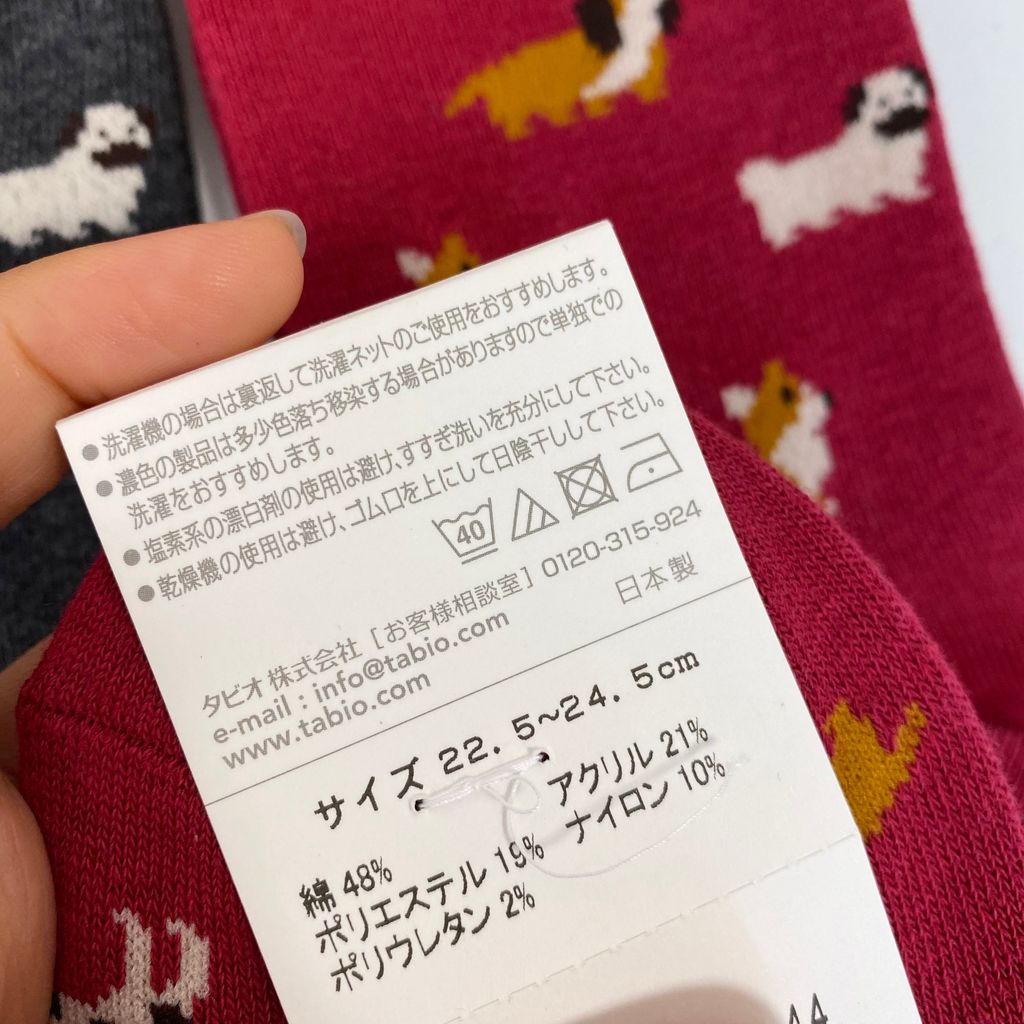 ●洗濯機の場合は裏返して洗濯ネットのご使用をおすすめします。
●濃色の製品は多少色落ち移染する場合がありますので単独での
洗濯をおすすめします。
●塩素系の漂白剤の使用は避け、すすぎ洗いを充分にして下さい。
●乾燥機の使用は避け、ゴム口を上にして日陰干しして下さい。
40
タビオ株式会社 [お客様相談室] 0120-315-924
e-mail : info@tabio.com
www.tabio.com
日本製
サイズ 22.5~24.5cm
綿 48% アクリル 21%
ポリエステル 19% ナイロン 10%
ポリウレタン 2%
44